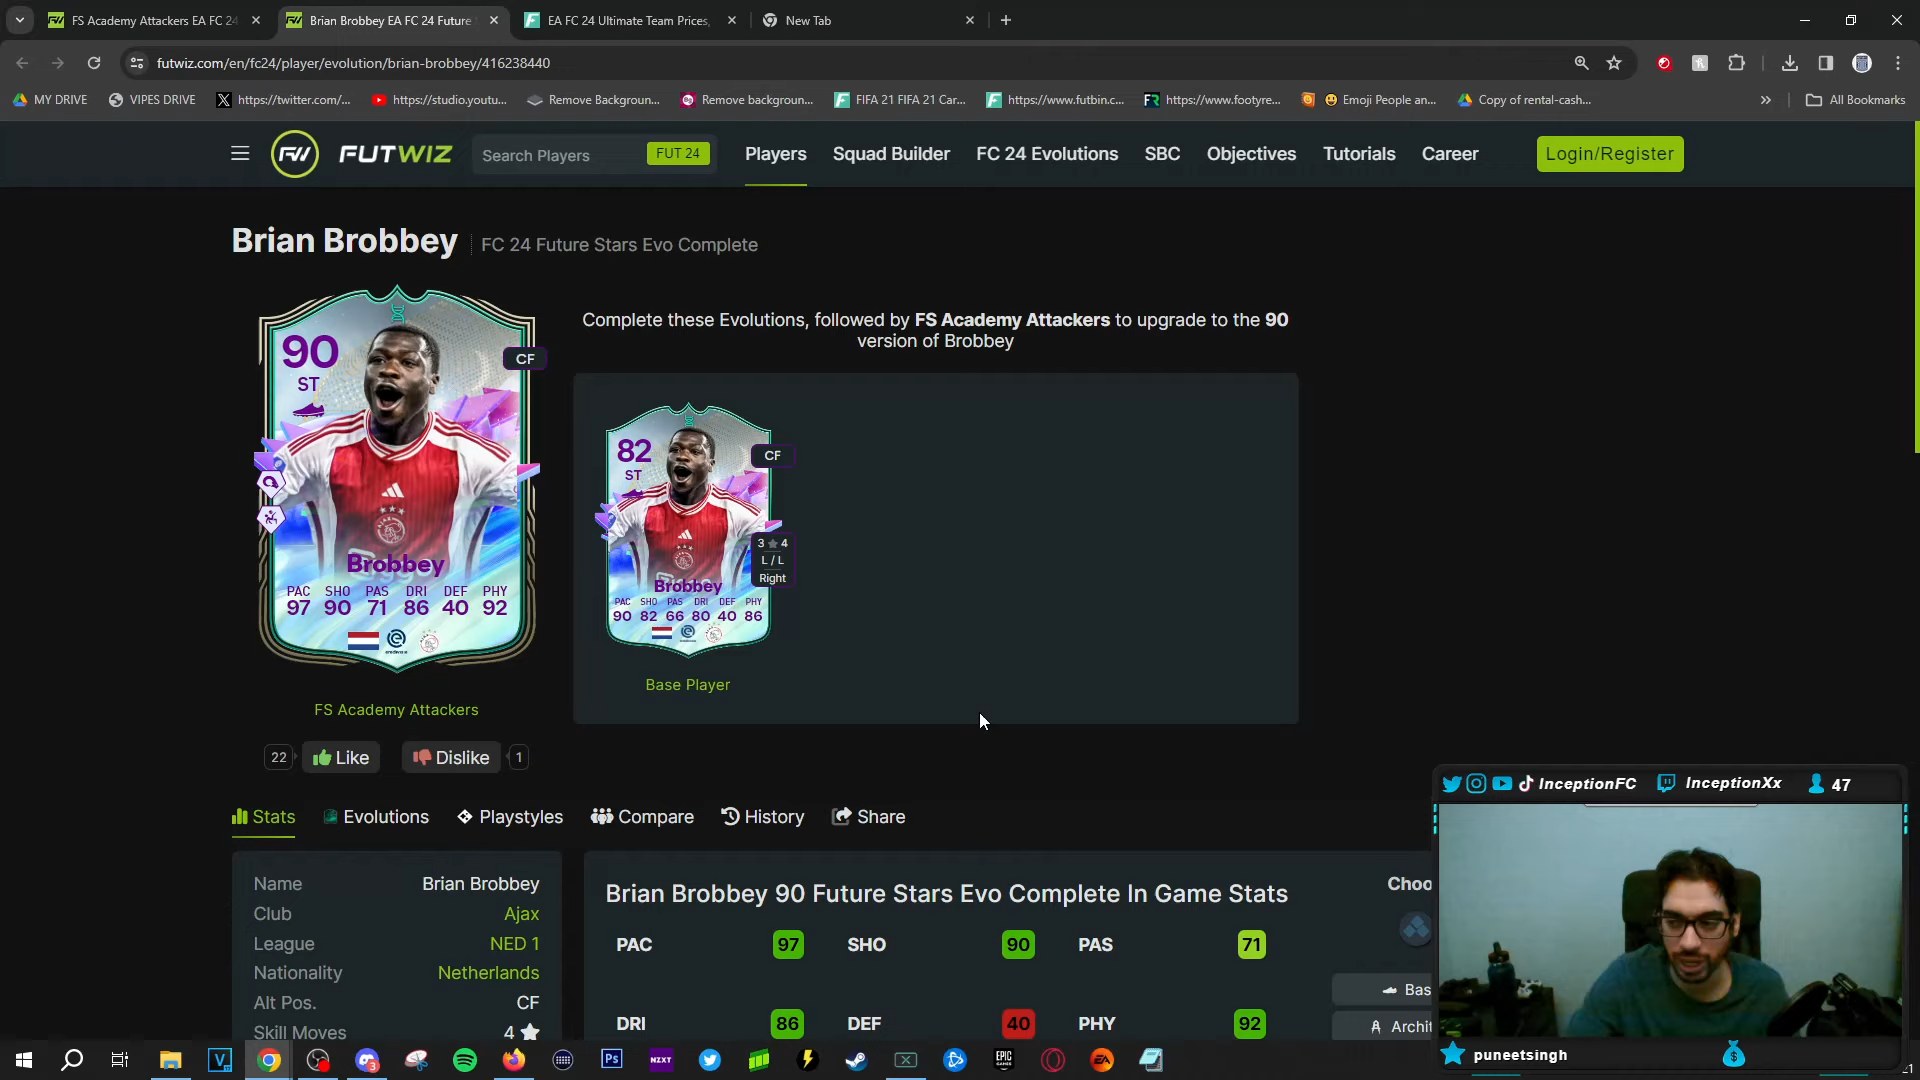 FS Academy Attackers EA FC 24
Brian Brobbey EA FC 24 Future
EA FC 24 Ultimate Team Prices,
New Tab
futwiz.com/en/fc24/player/evolution/brian-brobbey/416238440
MY DRIVE
VIPES DRIVE
https://twitter.com/...
https://studio.youtu...
Remove Backgroun...
Remove backgroun...
FIFA 21 FIFA 21 Car...
https://www.futbin.c...
https://www.footyre...
Emoji People an...
Copy of rental-cash...
All Bookmarks
FW FUTWIZ
Search Players
FUT 24
Players
Squad Builder
FC 24 Evolutions
SBC
Objectives
Tutorials
Career
Login/Register
Brian Brobbey
FC 24 Future Stars Evo Complete
90
ST
CF
Brobbey
PAC SHO PAS DRI DEF PHY
97 90 71 86 40 92
FS Academy Attackers
22
Like
Dislike
1
Complete these Evolutions, followed by FS Academy Attackers to upgrade to the 90
version of Brobbey
82
ST
CF
3 ★ 4
L / L
Right
Brobbey
PAC SHO PAS DRI DEF PHY
90 82 66 80 40 86
Base Player
Stats
Evolutions
Playstyles
Compare
History
Share
Name Brian Brobbey
Club Ajax
League NED 1
Nationality Netherlands
Alt Pos. CF
Skill Moves 4
Brian Brobbey 90 Future Stars Evo Complete In Game Stats
PAC 97 SHO 90 PAS 71
DRI 86 DEF 40 PHY 92
Choo
Bas
Archit
InceptionFC
InceptionXx
47
puneetsingh
V
3
Ps
NZXT
EPIC
GAMES
EA
21